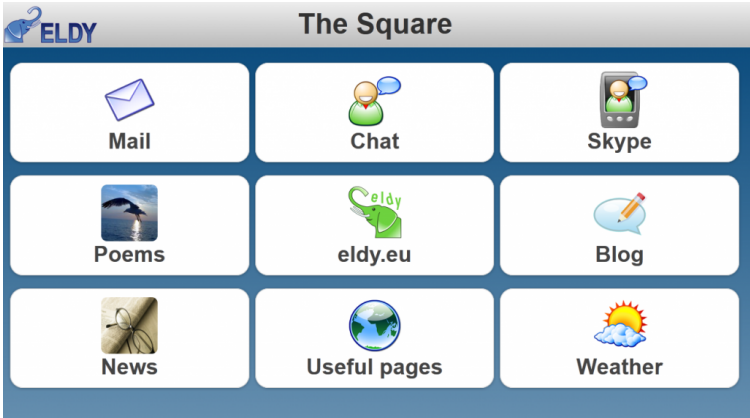 ELDY
The Square
Mail
Chat
Skype
Poems
eldy
eldy.eu
Blog
News
Useful pages
Weather